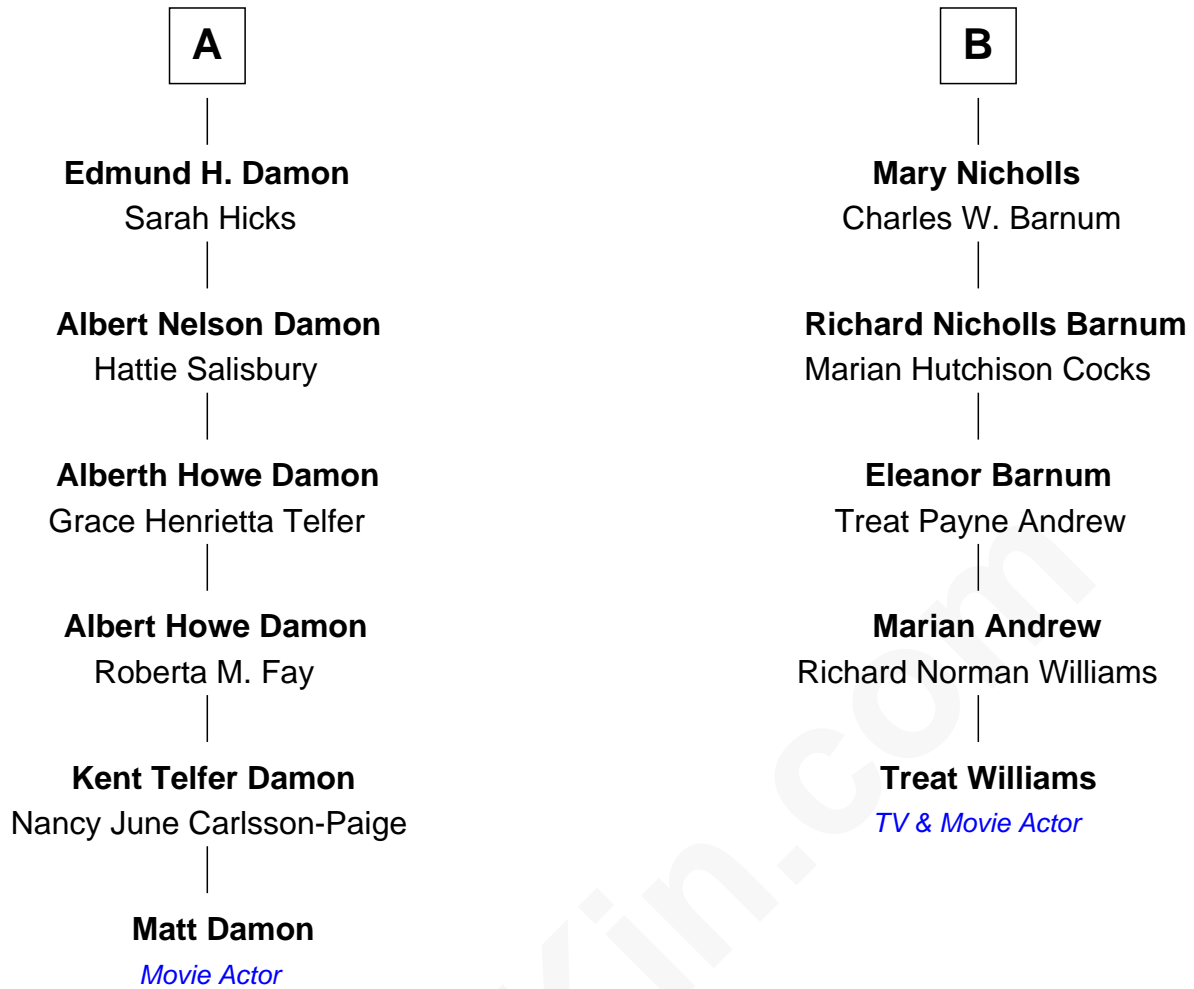 A
Edmund H. Damon
Sarah Hicks
Albert Nelson Damon
Hattie Salisbury
Alberth Howe Damon
Grace Henrietta Telfer
Albert Howe Damon
Roberta M. Fay
Kent Telfer Damon
Nancy June Carlsson-Paige
Matt Damon
Movie Actor
B
Mary Nicholls
Charles W. Barnum
Richard Nicholls Barnum
Marian Hutchison Cocks
Eleanor Barnum
Treat Payne Andrew
Marian Andrew
Richard Norman Williams
Treat Williams
TV & Movie Actor
Kin.com